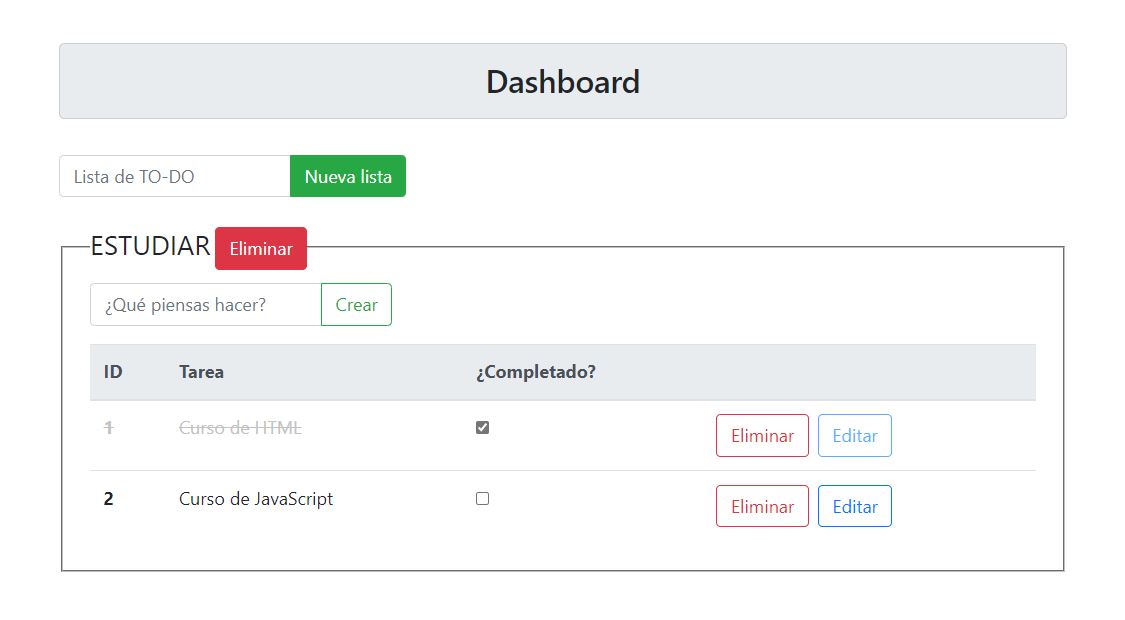 Dashboard
Lista de TO-DO Nueva lista
ESTUDIAR Eliminar
¿Qué piensas hacer? Crear
ID Tarea ¿Completado?
1 Curso de HTML Eliminar Editar
2 Curso de JavaScript Eliminar Editar